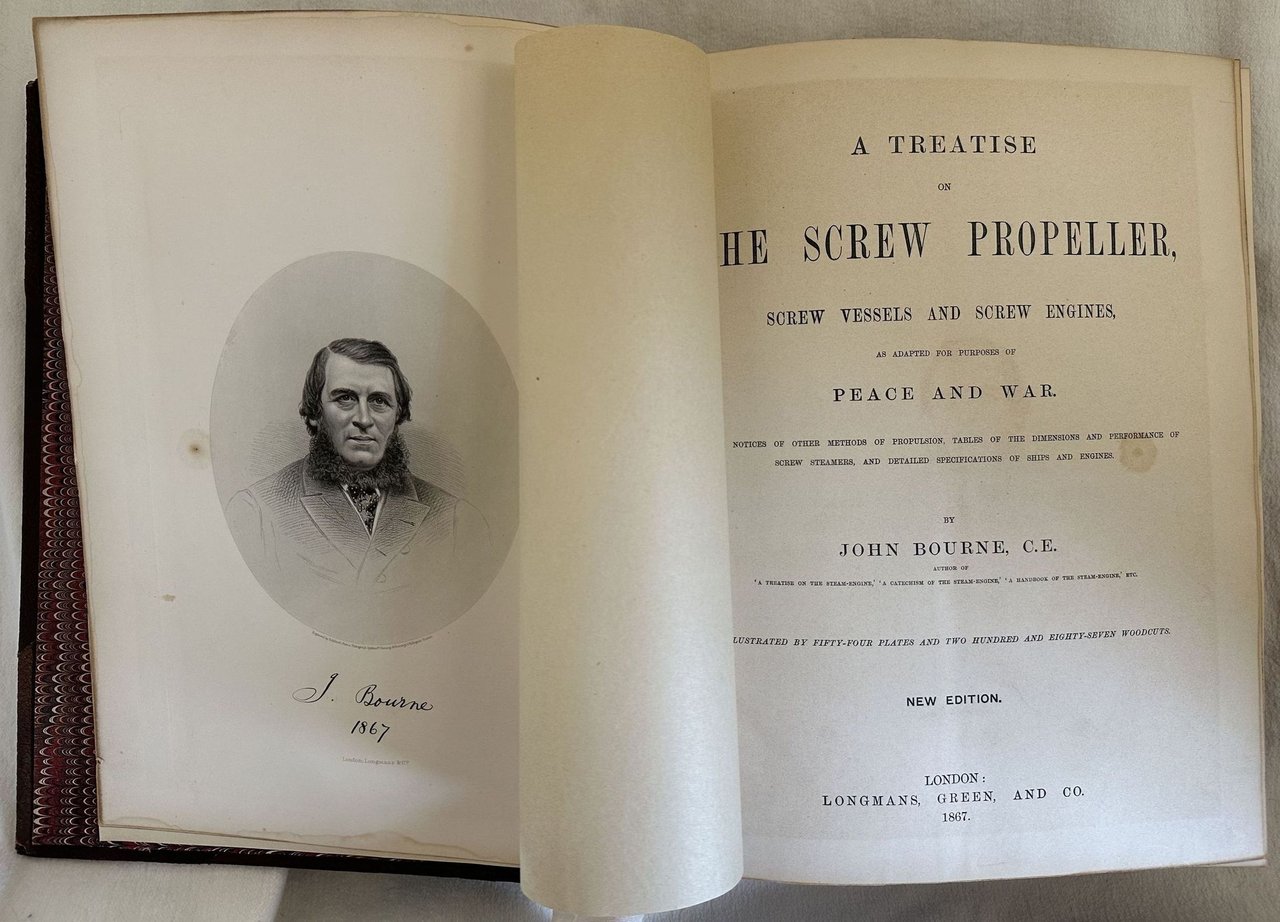 J. Bourne
1867
London: Longmans & Co.
A TREATISE
ON
HE SCREW PROPELLER,
SCREW VESSELS AND SCREW ENGINES,
AS ADAPTED FOR PURPOSES OF
PEACE AND WAR.
NOTICES OF OTHER METHODS OF PROPULSION, TABLES OF THE DIMENSIONS AND PERFORMANCE OF
SCREW STEAMERS, AND DETAILED SPECIFICATIONS OF SHIPS AND ENGINES.
BY
JOHN BOURNE, C.E.
AUTHOR OF
'A TREATISE ON THE STEAM-ENGINE,' 'A CATECHISM OF THE STEAM-ENGINE,' 'A HANDBOOK OF THE STEAM-ENGINE,' ETC.
LUSTRATED BY FIFTY-FOUR PLATES AND TWO HUNDRED AND EIGHTY-SEVEN WOODCUTS.
NEW EDITION.
LONDON:
LONGMANS, GREEN, AND CO.
1867.